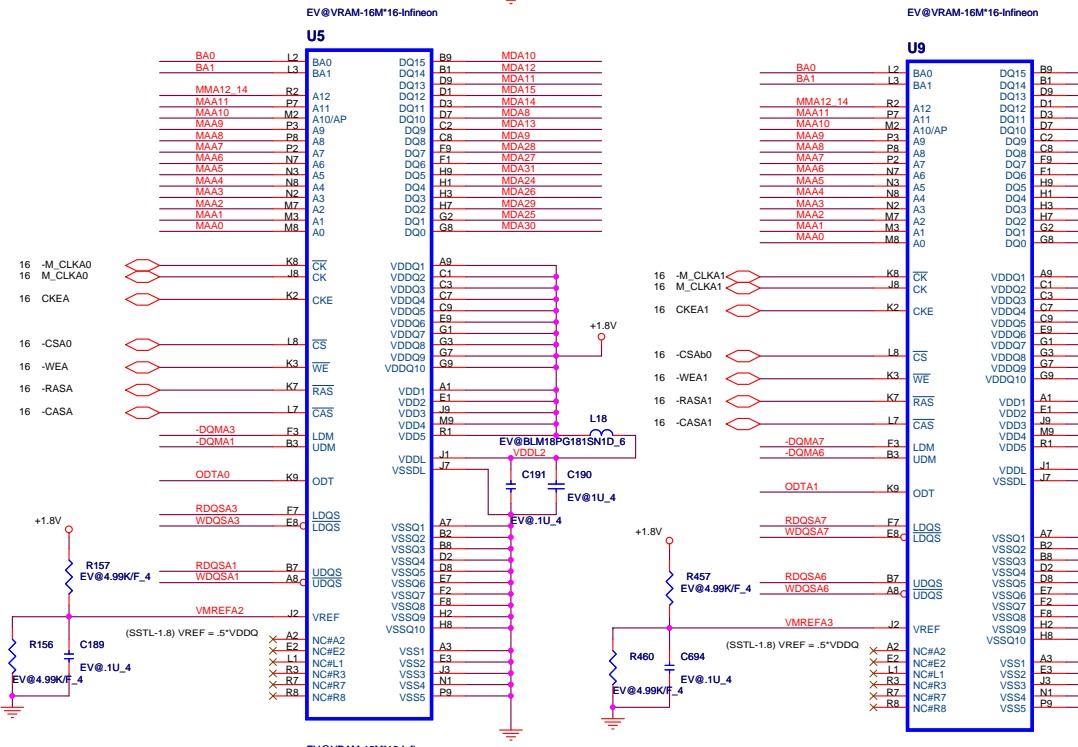 EV@VRAM-16M*16-Infineon
U5
BA0 L2 BA0 DQ15 B9 MDA10
BA1 L3 BA1 DQ14 B1 MDA12
DQ13 D9 MDA11
MMA12_14 R2 A12 DQ12 D1 MDA15
MAA11 P7 A11 DQ11 D3 MDA14
MAA10 M2 A10/AP DQ10 D7 MDA8
MAA9 P3 A9 DQ9 C2 MDA13
MAA8 P8 A8 DQ8 C8 MDA9
MAA7 P2 A7 DQ7 F9 MDA28
MAA6 N7 A6 DQ6 F1 MDA27
MAA5 N3 A5 DQ5 H9 MDA31
MAA4 N8 A4 DQ4 H1 MDA24
MAA3 N2 A3 DQ3 H3 MDA26
MAA2 M7 A2 DQ2 H7 MDA29
MAA1 M3 A1 DQ1 G2 MDA25
MAA0 M8 A0 DQ0 G8 MDA30
16 -M_CLKA0 K8 CK VDDQ1 A9
16 M_CLKA0 J8 CK VDDQ2 C1
VDDQ3 C3
16 CKEA K2 CKE VDDQ4 C7
VDDQ5 C9
VDDQ6 E9
VDDQ7 G1
16 -CSA0 L8 CS VDDQ8 G3
VDDQ9 G7
+1.8V
16 -WEA K3 WE VDDQ10 G9
16 -RASA K7 RAS VDD1 A1
VDD2 E1
16 -CASA L7 CAS VDD3 J9
VDD4 M9
-DQMA3 F3 LDM VDD5 R1
L18
EV@BLM18PG181SN1D_6
-DQMA1 B3 UDM
VDDL J1 VDDL2
VSSDL J7
ODTA0 K9 ODT
C191 C190
EV@1U_4
EV@.1U_4
RDQSA3 F7 LDQS
WDQSA3 E8 LDQS VSSQ1 A7
VSSQ2 B2
VSSQ3 B8
VSSQ4 D2
RDQSA1 B7 UDQS VSSQ5 D8
WDQSA1 A8 UDQS VSSQ6 E7
VSSQ7 F2
VSSQ8 F8
VMREFA2 J2 VREF VSSQ9 H2
VSSQ10 H8
(SSTL-1.8) VREF = .5*VDDQ
A2 NC#A2
E2 NC#E2 VSS1 A3
L1 NC#L1 VSS2 E3
R3 NC#R3 VSS3 J3
R7 NC#R7 VSS4 N1
R8 NC#R8 VSS5 P9
+1.8V
R157
EV@4.99K/F_4
R156 C189
EV@.1U_4
EV@4.99K/F_4
EV@VRAM-16M*16-Infineon
U9
BA0 L2 BA0 DQ15 B9
BA1 L3 BA1 DQ14 B1
DQ13 D9
MMA12_14 R2 A12 DQ12 D1
MAA11 P7 A11 DQ11 D3
MAA10 M2 A10/AP DQ10 D7
MAA9 P3 A9 DQ9 C2
MAA8 P8 A8 DQ8 C8
MAA7 P2 A7 DQ7 F9
MAA6 N7 A6 DQ6 F1
MAA5 N3 A5 DQ5 H9
MAA4 N8 A4 DQ4 H1
MAA3 N2 A3 DQ3 H3
MAA2 M7 A2 DQ2 H7
MAA1 M3 A1 DQ1 G2
MAA0 M8 A0 DQ0 G8
16 -M_CLKA1 K8 CK VDDQ1 A9
16 M_CLKA1 J8 CK VDDQ2 C1
VDDQ3 C3
16 CKEA1 K2 CKE VDDQ4 C7
VDDQ5 C9
VDDQ6 E9
VDDQ7 G1
16 -CSAb0 L8 CS VDDQ8 G3
VDDQ9 G7
16 -WEA1 K3 WE VDDQ10 G9
16 -RASA1 K7 RAS VDD1 A1
VDD2 E1
16 -CASA1 L7 CAS VDD3 J9
VDD4 M9
-DQMA7 F3 LDM VDD5 R1
-DQMA6 B3 UDM
VDDL J1
VSSDL J7
ODTA1 K9 ODT
RDQSA7 F7 LDQS
WDQSA7 E8 LDQS VSSQ1 A7
VSSQ2 B2
VSSQ3 B8
VSSQ4 D2
RDQSA6 B7 UDQS VSSQ5 D8
WDQSA6 A8 UDQS VSSQ6 E7
VSSQ7 F2
VSSQ8 F8
VMREFA3 J2 VREF VSSQ9 H2
VSSQ10 H8
(SSTL-1.8) VREF = .5*VDDQ
A2 NC#A2
E2 NC#E2 VSS1 A3
L1 NC#L1 VSS2 E3
R3 NC#R3 VSS3 J3
R7 NC#R7 VSS4 N1
R8 NC#R8 VSS5 P9
+1.8V
R457
EV@4.99K/F_4
R460 C694
EV@.1U_4
EV@4.99K/F_4